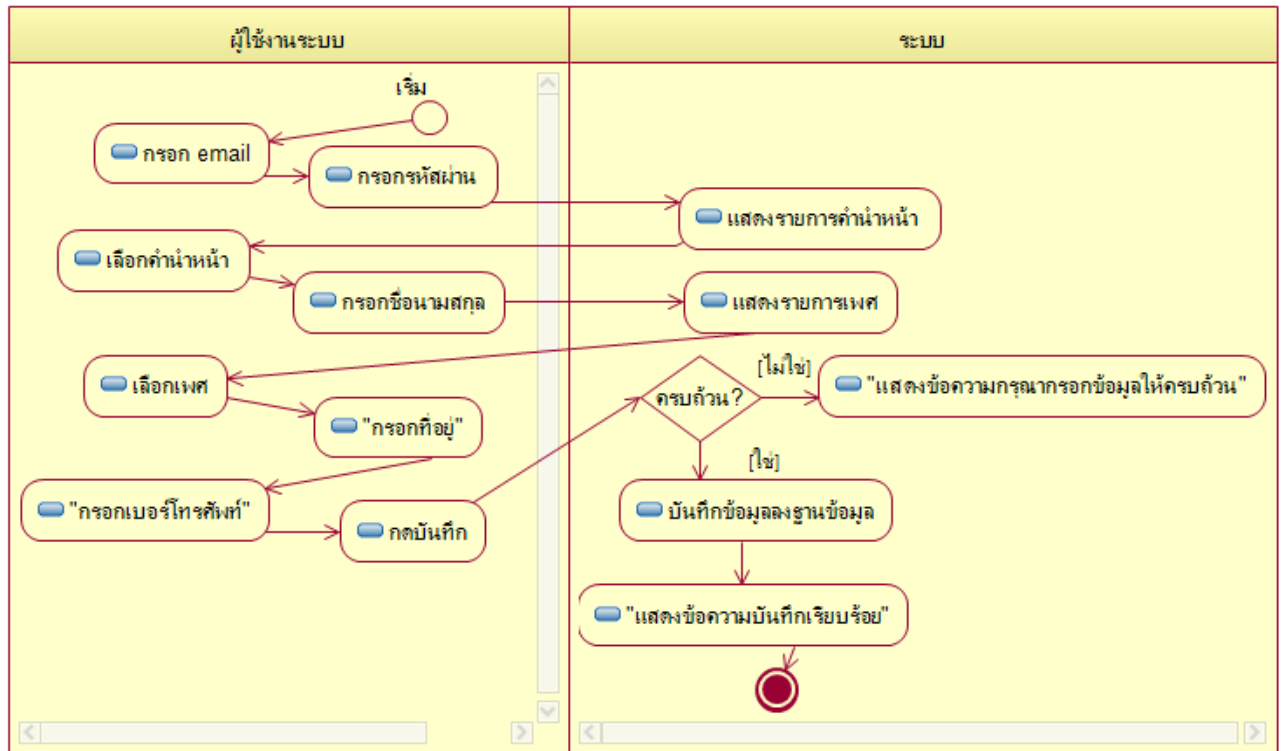 ผู้ใช้งานระบบ
ระบบ
เริ่ม
กรอก email
กรอกรหัสผ่าน
แสดงรายการคำนำหน้า
เลือกคำนำหน้า
กรอกชื่อนามสกุล
แสดงรายการเพศ
เลือกเพศ
"กรอกที่อยู่"
ครบถ้วน?
[ไม่ใช่]
"แสดงข้อความกรุณากรอกข้อมูลให้ครบถ้วน"
[ใช่]
"กรอกเบอร์โทรศัพท์"
กดบันทึก
บันทึกข้อมูลลงฐานข้อมูล
"แสดงข้อความบันทึกเรียบร้อย"